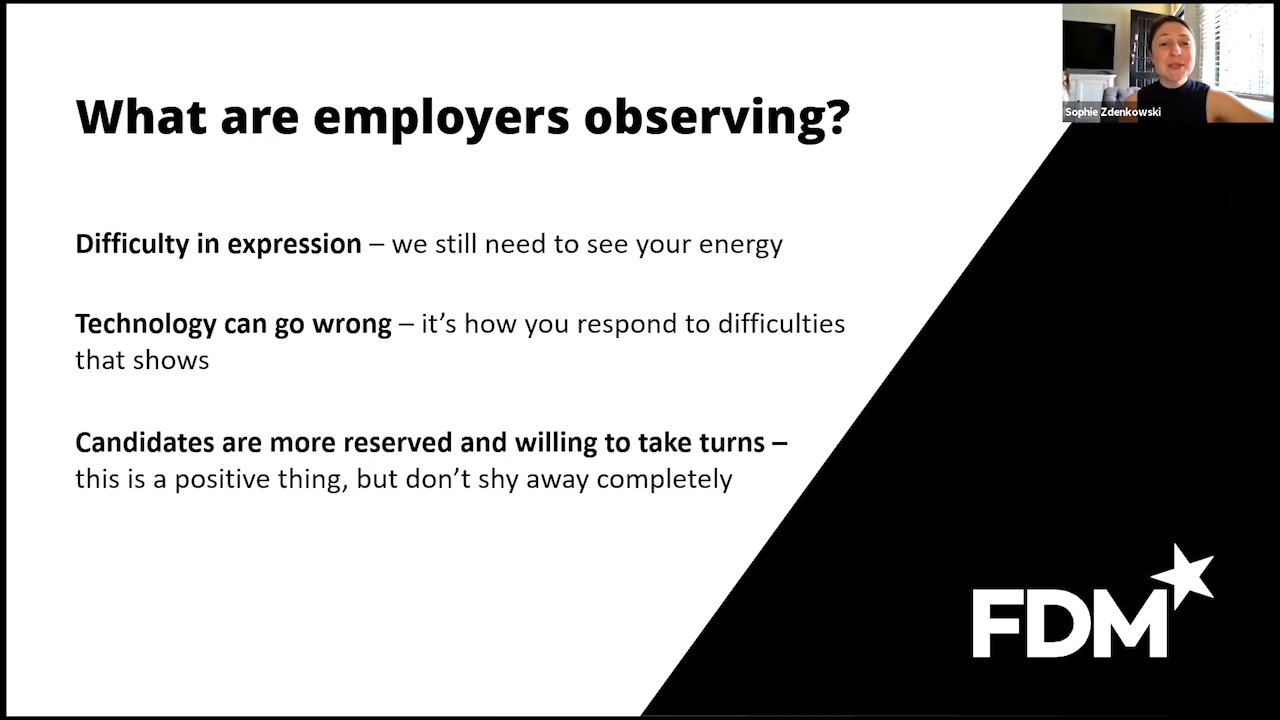 What are employers observing?
Sophie Zdenkowski
Difficulty in expression – we still need to see your energy
Technology can go wrong – it’s how you respond to difficulties
that shows
Candidates are more reserved and willing to take turns –
this is a positive thing, but don’t shy away completely
FDM